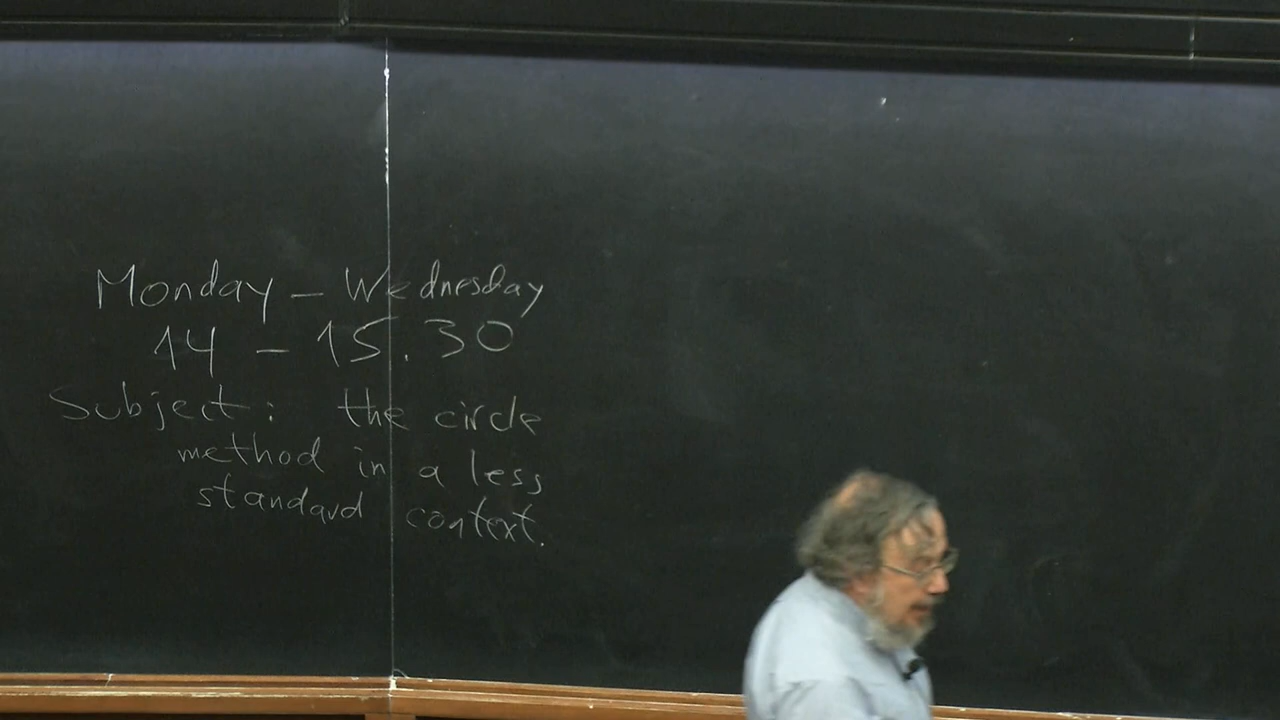 Monday – Wednesday
14 – 15.30
Subject: the circle
method in a less
standard context.